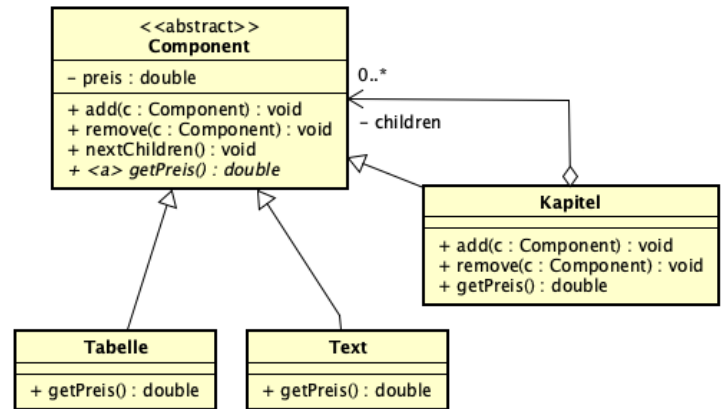 <<abstract>>
Component
– preis : double
+ add(c : Component) : void
+ remove(c : Component) : void
+ nextChildren() : void
+ <a> getPreis() : double
0..*
– children
Kapitel
+ add(c : Component) : void
+ remove(c : Component) : void
+ getPreis() : double
Tabelle
+ getPreis() : double
Text
+ getPreis() : double